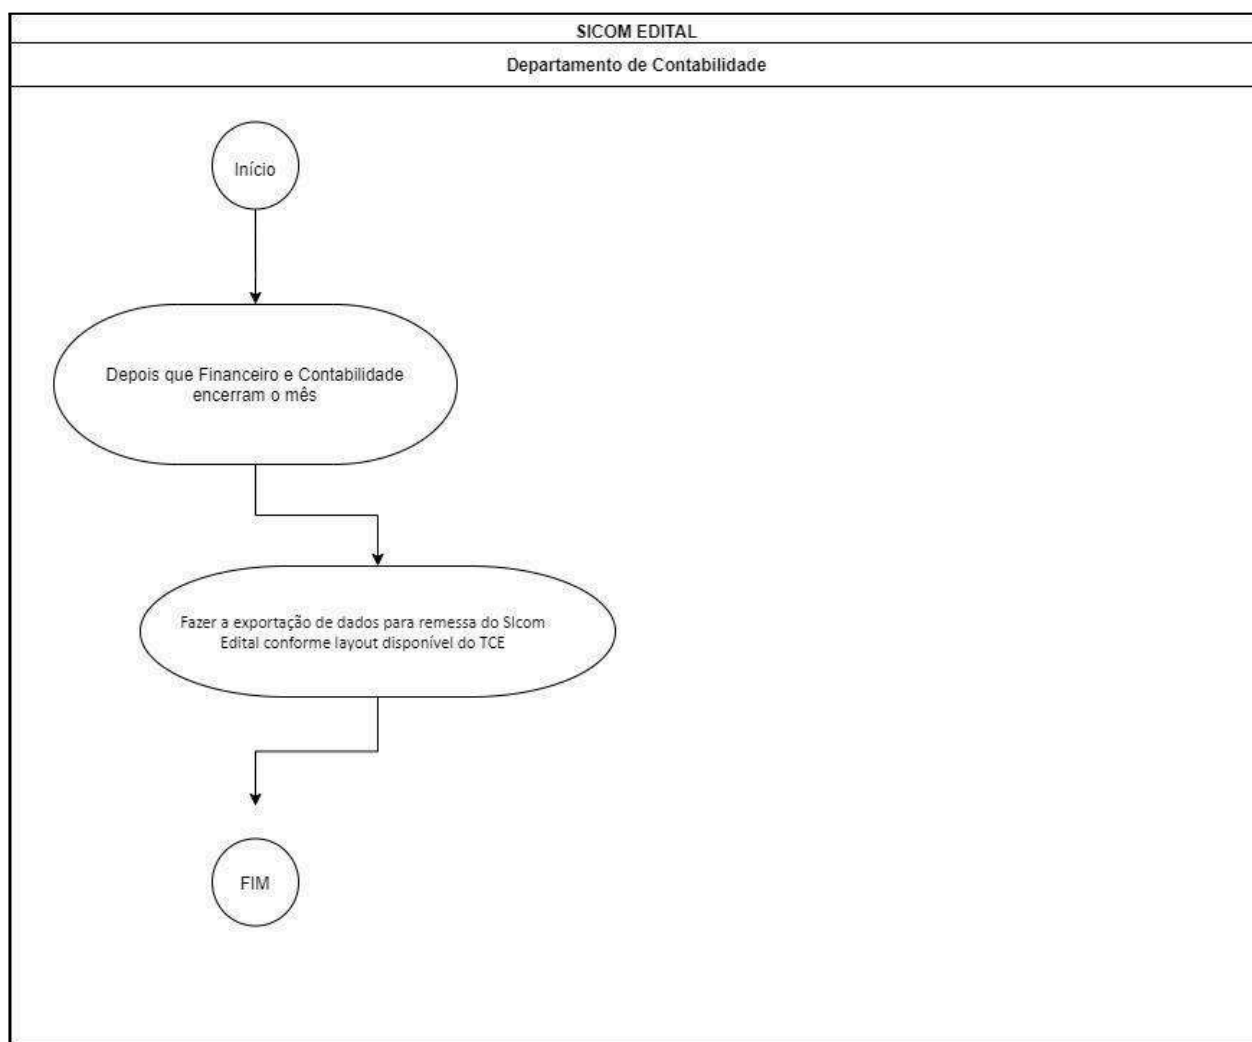 SICOM EDITAL
Departamento de Contabilidade
Início
Depois que Financeiro e Contabilidade
encerram o mês
Fazer a exportação de dados para remessa do SIcom
Edital conforme layout disponível do TCE
FIM